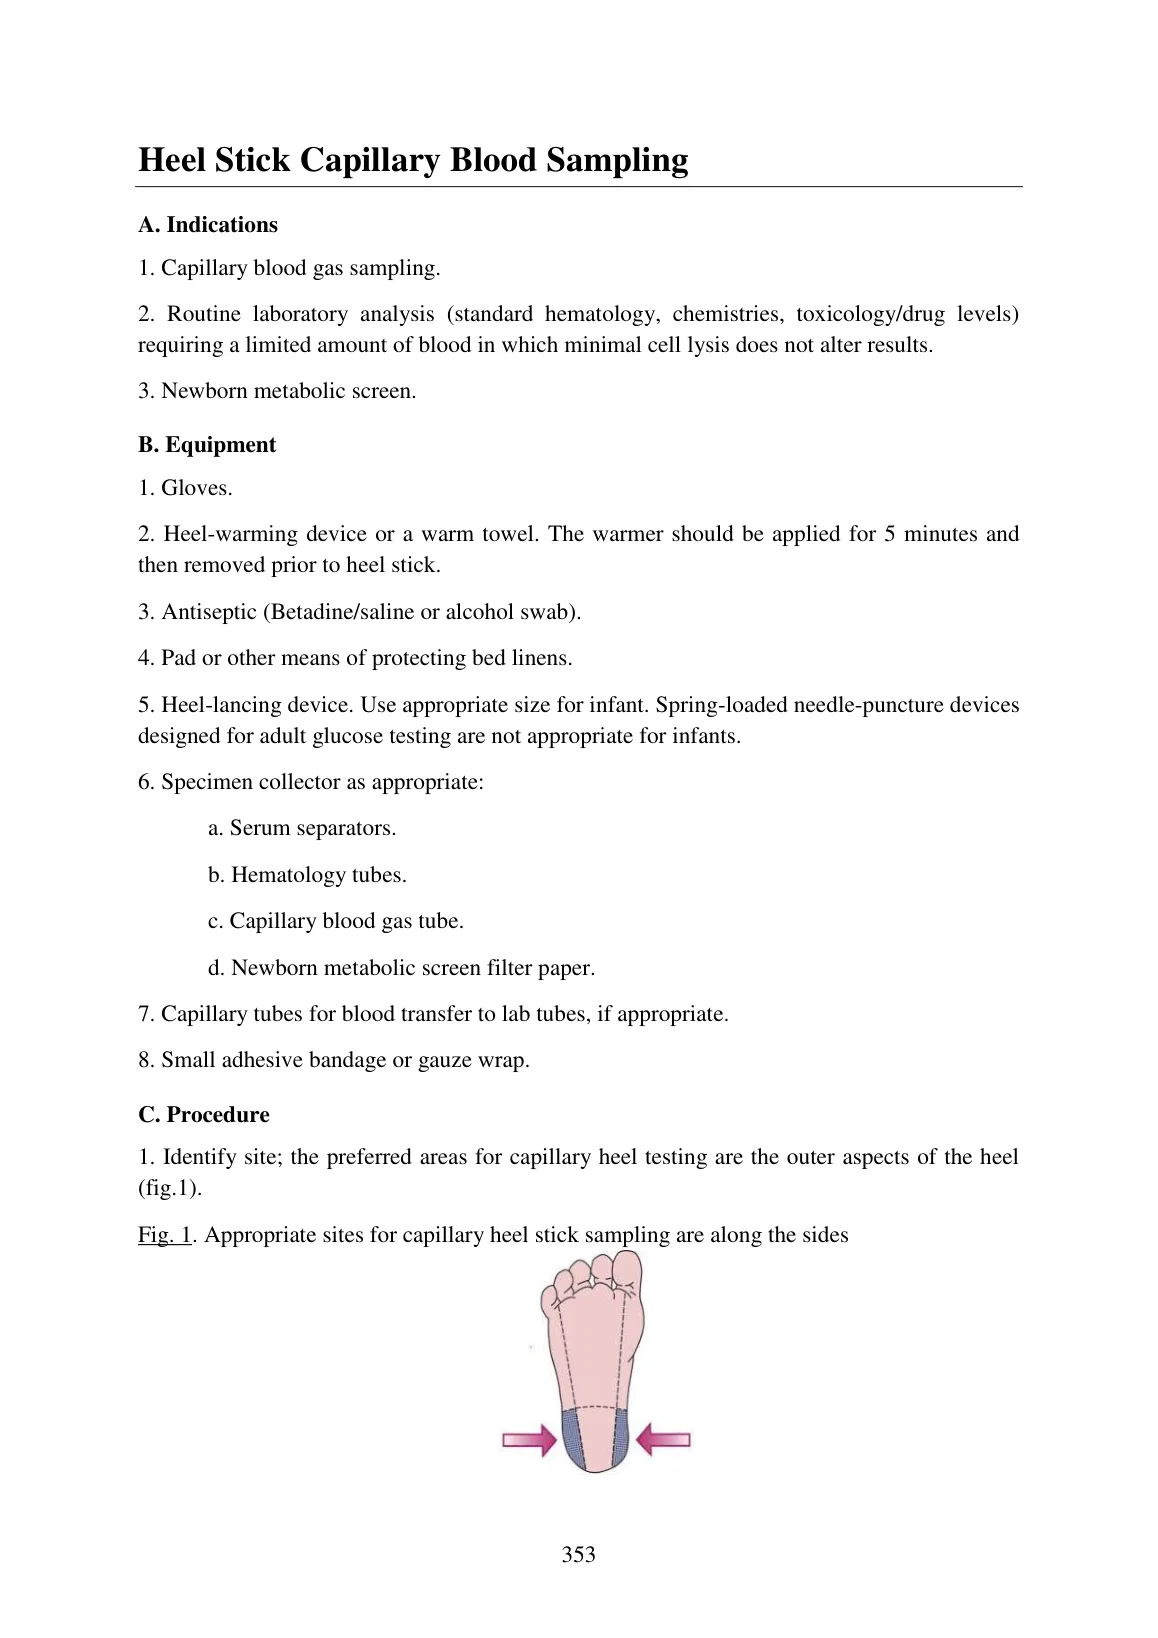 Heel Stick Capillary Blood Sampling
A. Indications
1. Capillary blood gas sampling.
2. Routine laboratory analysis (standard hematology, chemistries, toxicology/drug levels)
requiring a limited amount of blood in which minimal cell lysis does not alter results.
3. Newborn metabolic screen.
B. Equipment
1. Gloves.
2. Heel-warming device or a warm towel. The warmer should be applied for 5 minutes and
then removed prior to heel stick.
3. Antiseptic (Betadine/saline or alcohol swab).
4. Pad or other means of protecting bed linens.
5. Heel-lancing device. Use appropriate size for infant. Spring-loaded needle-puncture devices
designed for adult glucose testing are not appropriate for infants.
6. Specimen collector as appropriate:
a. Serum separators.
b. Hematology tubes.
c. Capillary blood gas tube.
d. Newborn metabolic screen filter paper.
7. Capillary tubes for blood transfer to lab tubes, if appropriate.
8. Small adhesive bandage or gauze wrap.
C. Procedure
1. Identify site; the preferred areas for capillary heel testing are the outer aspects of the heel
(fig.1).
Fig. 1. Appropriate sites for capillary heel stick sampling are along the sides
353